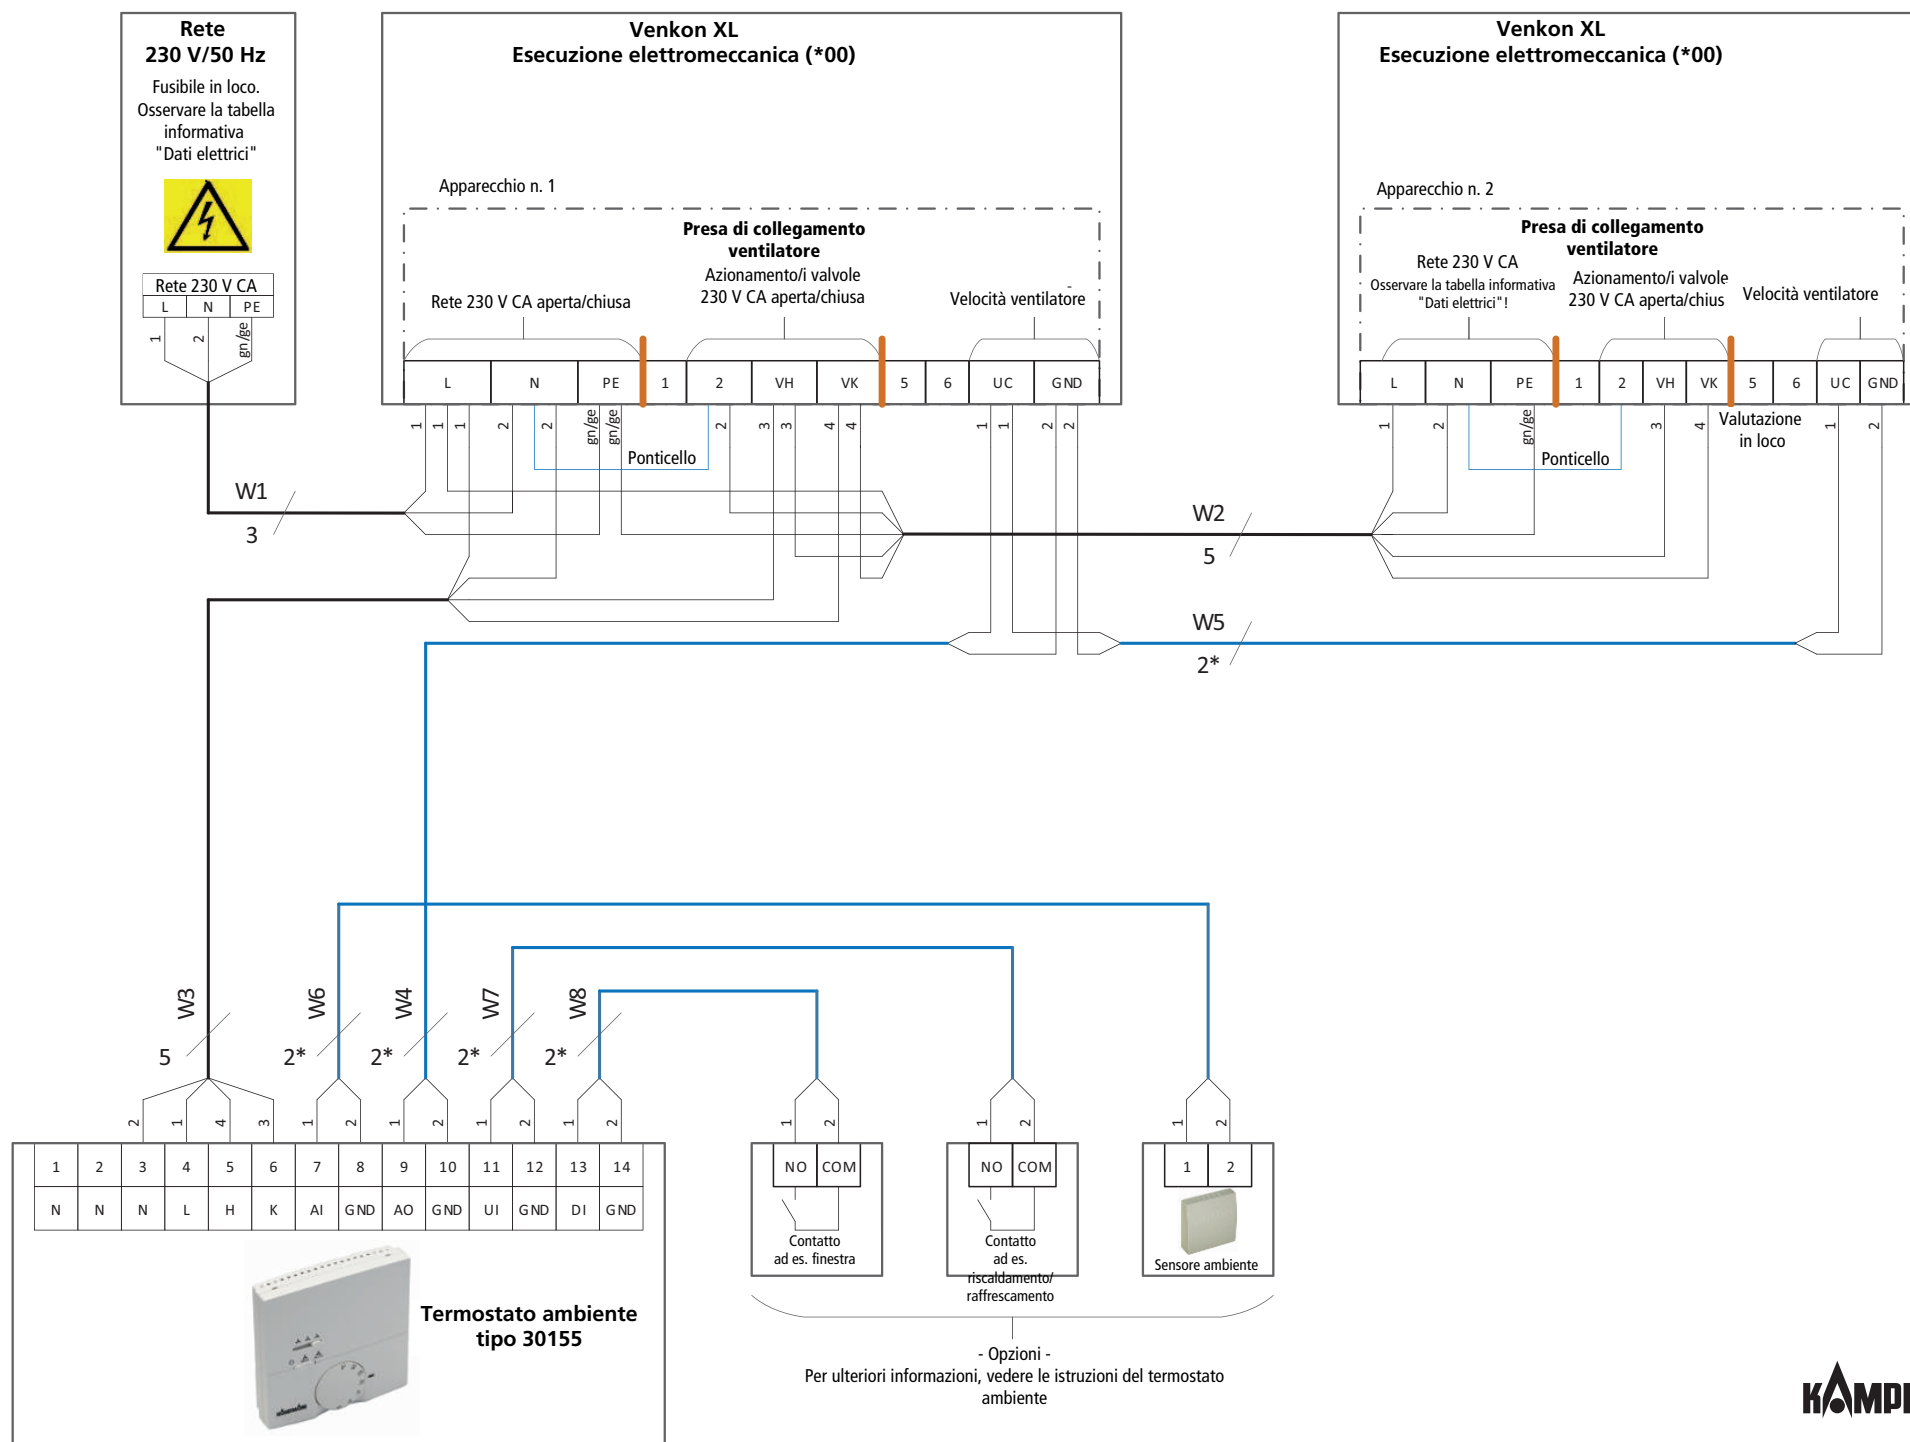 Rete
230 V/50 Hz
Fusibile in loco.
Osservare la tabella
informativa
"Dati elettrici"
Rete 230 V CA
L N PE
1 2 gn/ge
Venkon XL
Esecuzione elettromeccanica (*00)
Apparecchio n. 1
Presa di collegamento
ventilatore
Azionamento/i valvole
230 V CA aperta/chiusa
Rete 230 V CA aperta/chiusa
Velocità ventilatore
L N PE 1 2 VH VK 5 6 UC GND
1 1 1 2 2 gn/ge gn/ge 2 3 3 4 4 1 1 2 2
Ponticello
Venkon XL
Esecuzione elettromeccanica (*00)
Apparecchio n. 2
Presa di collegamento
ventilatore
Rete 230 V CA
Osservare la tabella informativa
"Dati elettrici"!
Azionamento/i valvole
230 V CA aperta/chius
Velocità ventilatore
L N PE 1 2 VH VK 5 6 UC GND
1 2 gn/ge 3 4 1 2
Valutazione
in loco
Ponticello
W1
3
W2
5
W5
2*
W3
5
W6
2*
W4
2*
W7
2*
W8
2*
2 1 4 3 1 2 1 2 1 2 1 2
1 2 3 4 5 6 7 8 9 10 11 12 13 14
N N N L H K AI GND AO GND UI GND DI GND
Termostato ambiente
tipo 30155
1 2
NO COM
Contatto
ad es. finestra
1 2
NO COM
Contatto
ad es.
riscaldamento/
raffrescamento
1 2
1 2
Sensore ambiente
- Opzioni -
Per ulteriori informazioni, vedere le istruzioni del termostato
ambiente